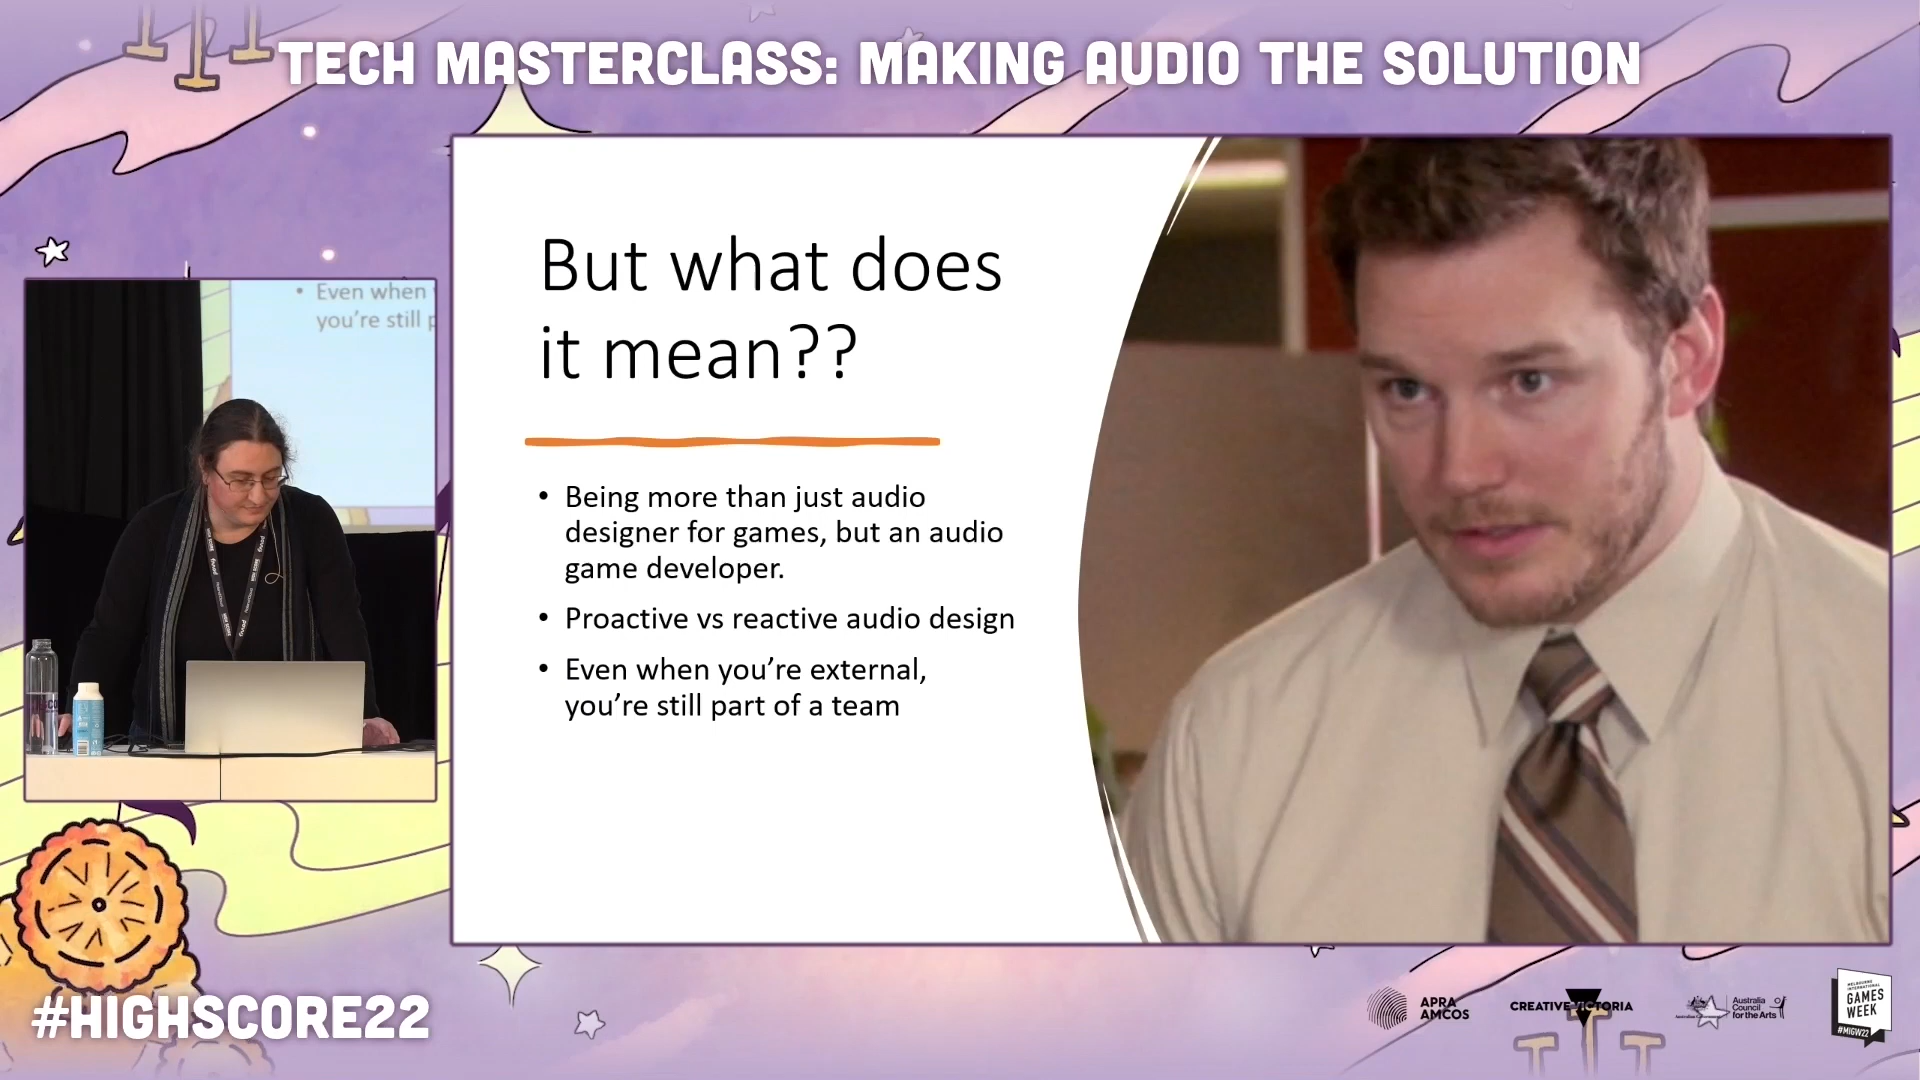 TECH MASTERCLASS: MAKING AUDIO THE SOLUTION
• Even when
you're still p
But what does
it mean??
• Being more than just audio
designer for games, but an audio
game developer.
• Proactive vs reactive audio design
• Even when you're external,
you're still part of a team
#HIGHSCORE22
APRA
AMCOS
CREATIVE VICTORIA
Australia
Council
for the Arts
MELBOURNE
INTERNATIONAL
GAMES
WEEK
#MIGW22